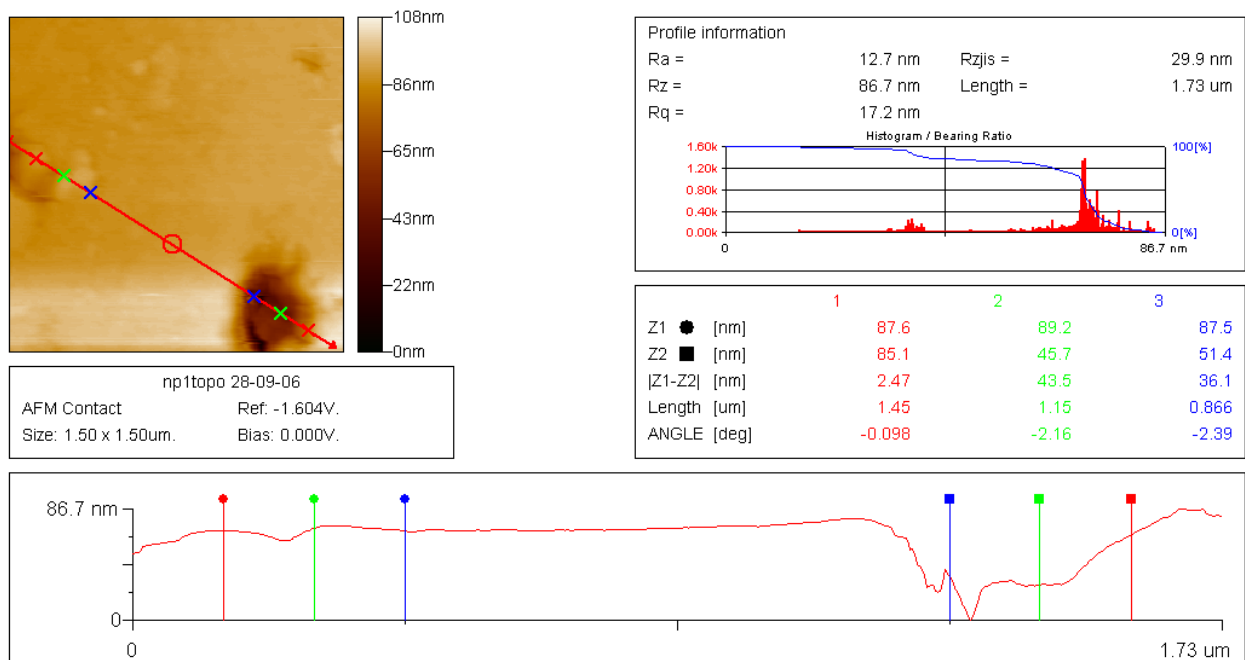 108nm
86nm
65nm
43nm
22nm
0nm
np1topo 28-09-06
AFM Contact Ref: -1.604V.
Size: 1.50 x 1.50um. Bias: 0.000V.
Profile information
Ra = 12.7 nm Rzjis = 29.9 nm
Rz = 86.7 nm Length = 1.73 um
Rq = 17.2 nm
Histogram / Bearing Ratio
1.60k 100[%]
1.20k
0.80k
0.40k
0.00k 0[%]
0 86.7 nm
1 2 3
Z1 [nm] 87.6 89.2 87.5
Z2 [nm] 85.1 45.7 51.4
|Z1-Z2| [nm] 2.47 43.5 36.1
Length [um] 1.45 1.15 0.866
ANGLE [deg] -0.098 -2.16 -2.39
86.7 nm
0
0 1.73 um